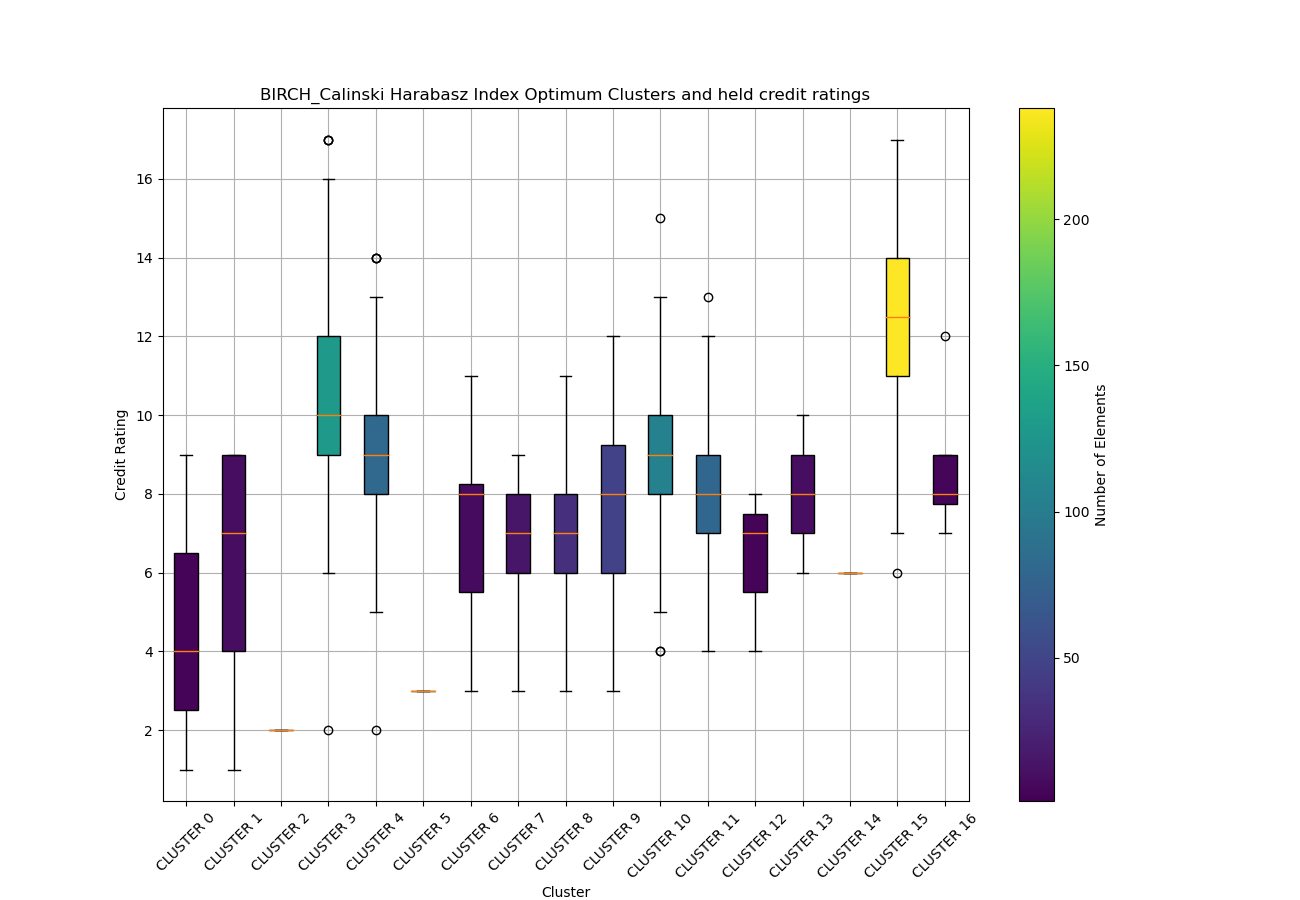 BIRCH_Calinski Harabasz Index Optimum Clusters and held credit ratings
Credit Rating
16
14
12
10
8
6
4
2
CLUSTER 0
CLUSTER 1
CLUSTER 2
CLUSTER 3
CLUSTER 4
CLUSTER 5
CLUSTER 6
CLUSTER 7
CLUSTER 8
CLUSTER 9
CLUSTER 10
CLUSTER 11
CLUSTER 12
CLUSTER 13
CLUSTER 14
CLUSTER 15
CLUSTER 16
Cluster
200
150
100
50
Number of Elements